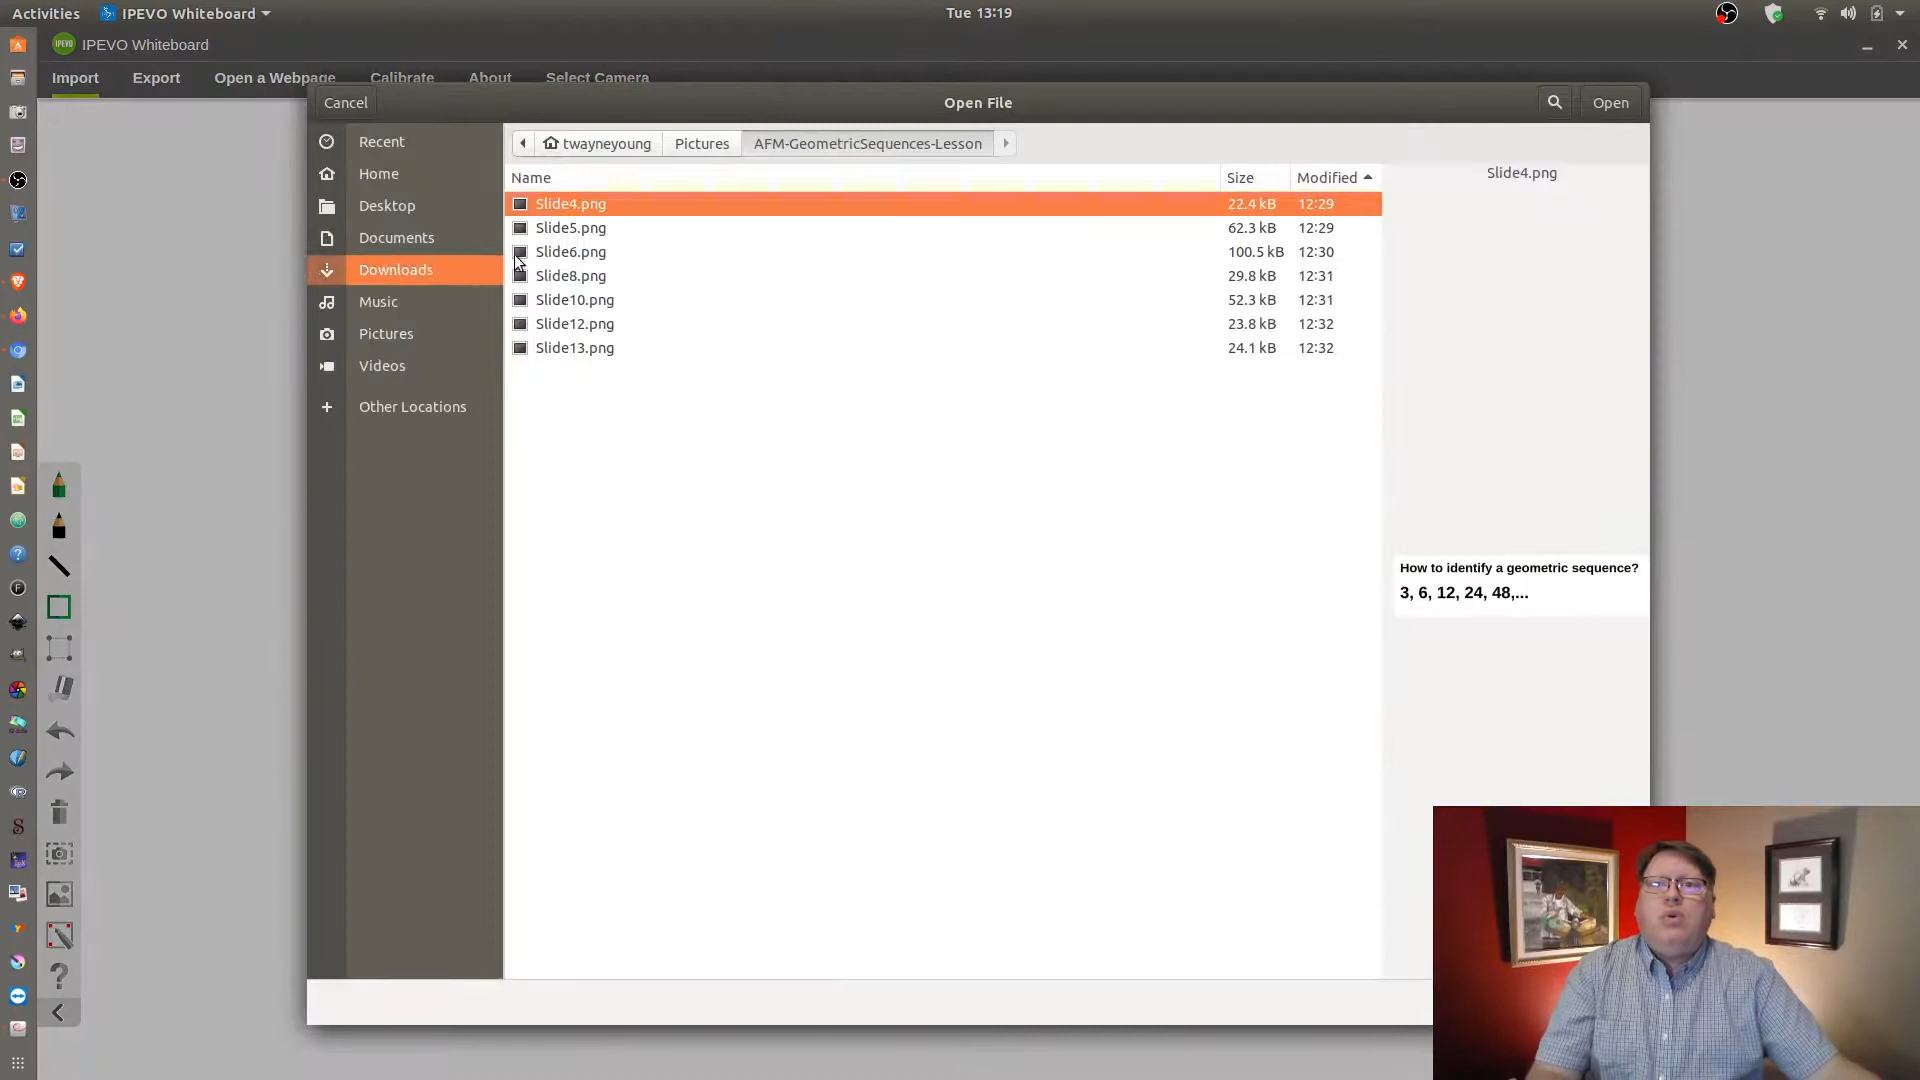 Activities IPEVO Whiteboard Tue 13:19
IPEVO Whiteboard
Import Export Open a Webpage Calibrate About Select Camera
Cancel Open File Open
Recent
Home
Desktop
Documents
Downloads
Music
Pictures
Videos
Other Locations
twayneyoung Pictures AFM-GeometricSequences-Lesson
Name Size Modified
Slide4.png 22.4 kB 12:29
Slide5.png 62.3 kB 12:29
Slide6.png 100.5 kB 12:30
Slide8.png 29.8 kB 12:31
Slide10.png 52.3 kB 12:31
Slide12.png 23.8 kB 12:32
Slide13.png 24.1 kB 12:32
Slide4.png
How to identify a geometric sequence?
3, 6, 12, 24, 48,...